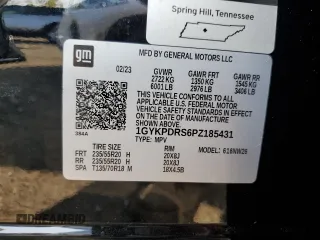 Spring Hill, Tennessee
gm
MFD BY GENERAL MOTORS LLC
02/23 GVWR GAWR FRT GAWR RR
2722 KG 1350 KG 1545 KG
6001 LB 2976 LB 3406 LB
THIS VEHICLE CONFORMS TO ALL APPLICABLE
U.S. FEDERAL MOTOR VEHICLE
SAFETY STANDARDS IN EFFECT ON THE DATE OF
MANUFACTURE SHOWN ABOVE.
1GYKPDRS6PZ185431
TYPE: MPV
TIRE SIZE RIM
FRT 235/55R20 H 20X8J
RR 235/55R20 H 20X8J
SPA T135/70R18 M 18X4.5B